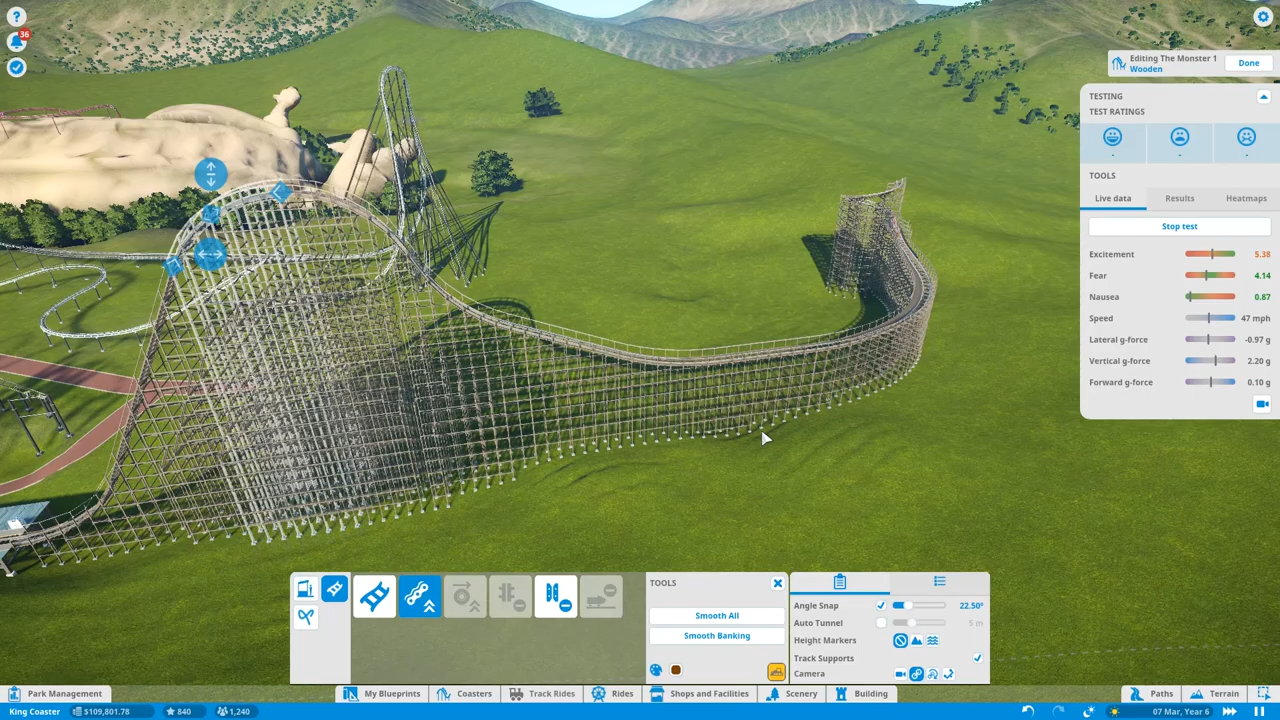 ?
36
Editing The Monster 1
Wooden
Done
TESTING
TEST RATINGS
- - -
TOOLS
Live data Results Heatmaps
Stop test
Excitement 5.38
Fear 4.14
Nausea 0.87
Speed 47 mph
Lateral g-force -0.97 g
Vertical g-force 2.20 g
Forward g-force 0.10 g
TOOLS
Smooth All
Smooth Banking
Angle Snap 22.50°
Auto Tunnel 5 m
Height Markers
Track Supports
Camera
Park Management My Blueprints Coasters Track Rides Rides Shops and Facilities Scenery Building Paths Terrain
King Coaster $109,801.78 840 1,240 07 Mar, Year 6